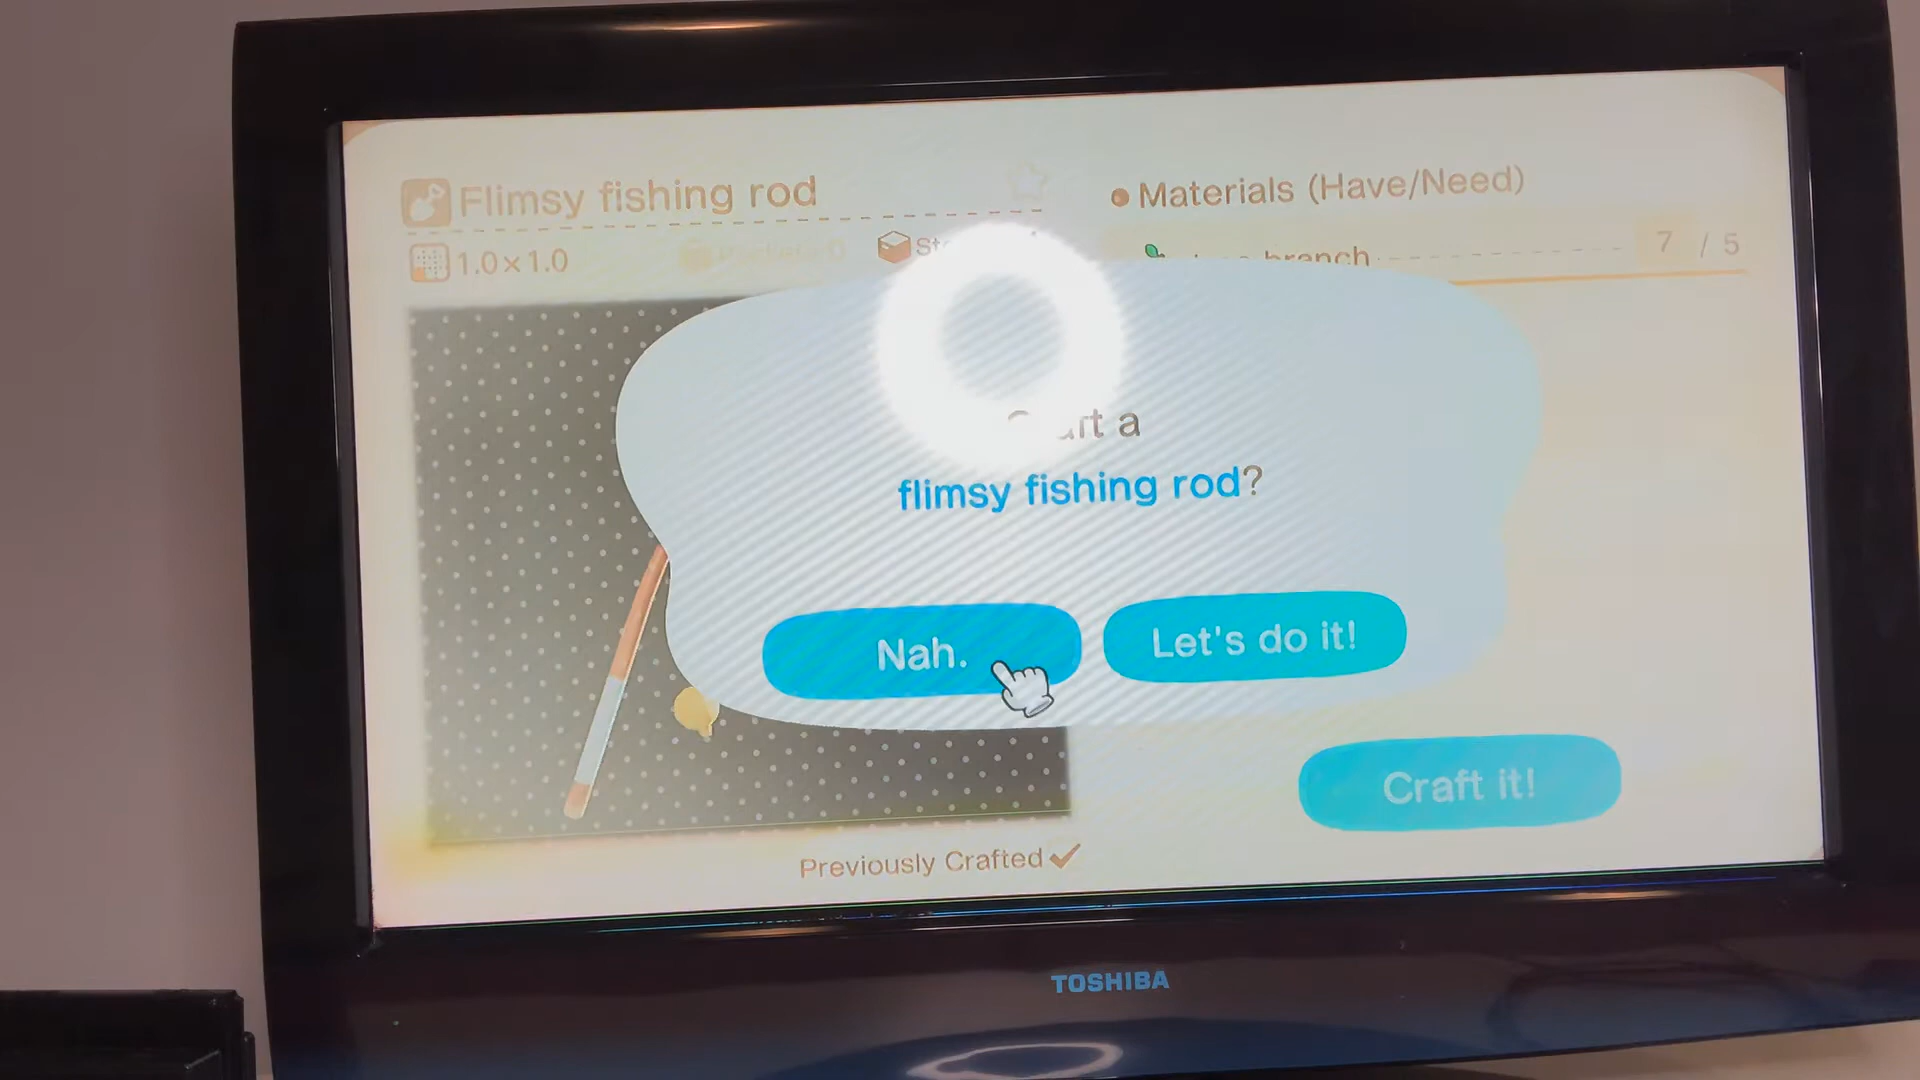 Flimsy fishing rod
1.0×1.0
Materials (Have/Need)
branch
7 / 5
a
flimsy fishing rod?
Nah.
Let's do it!
Craft it!
Previously Crafted
TOSHIBA